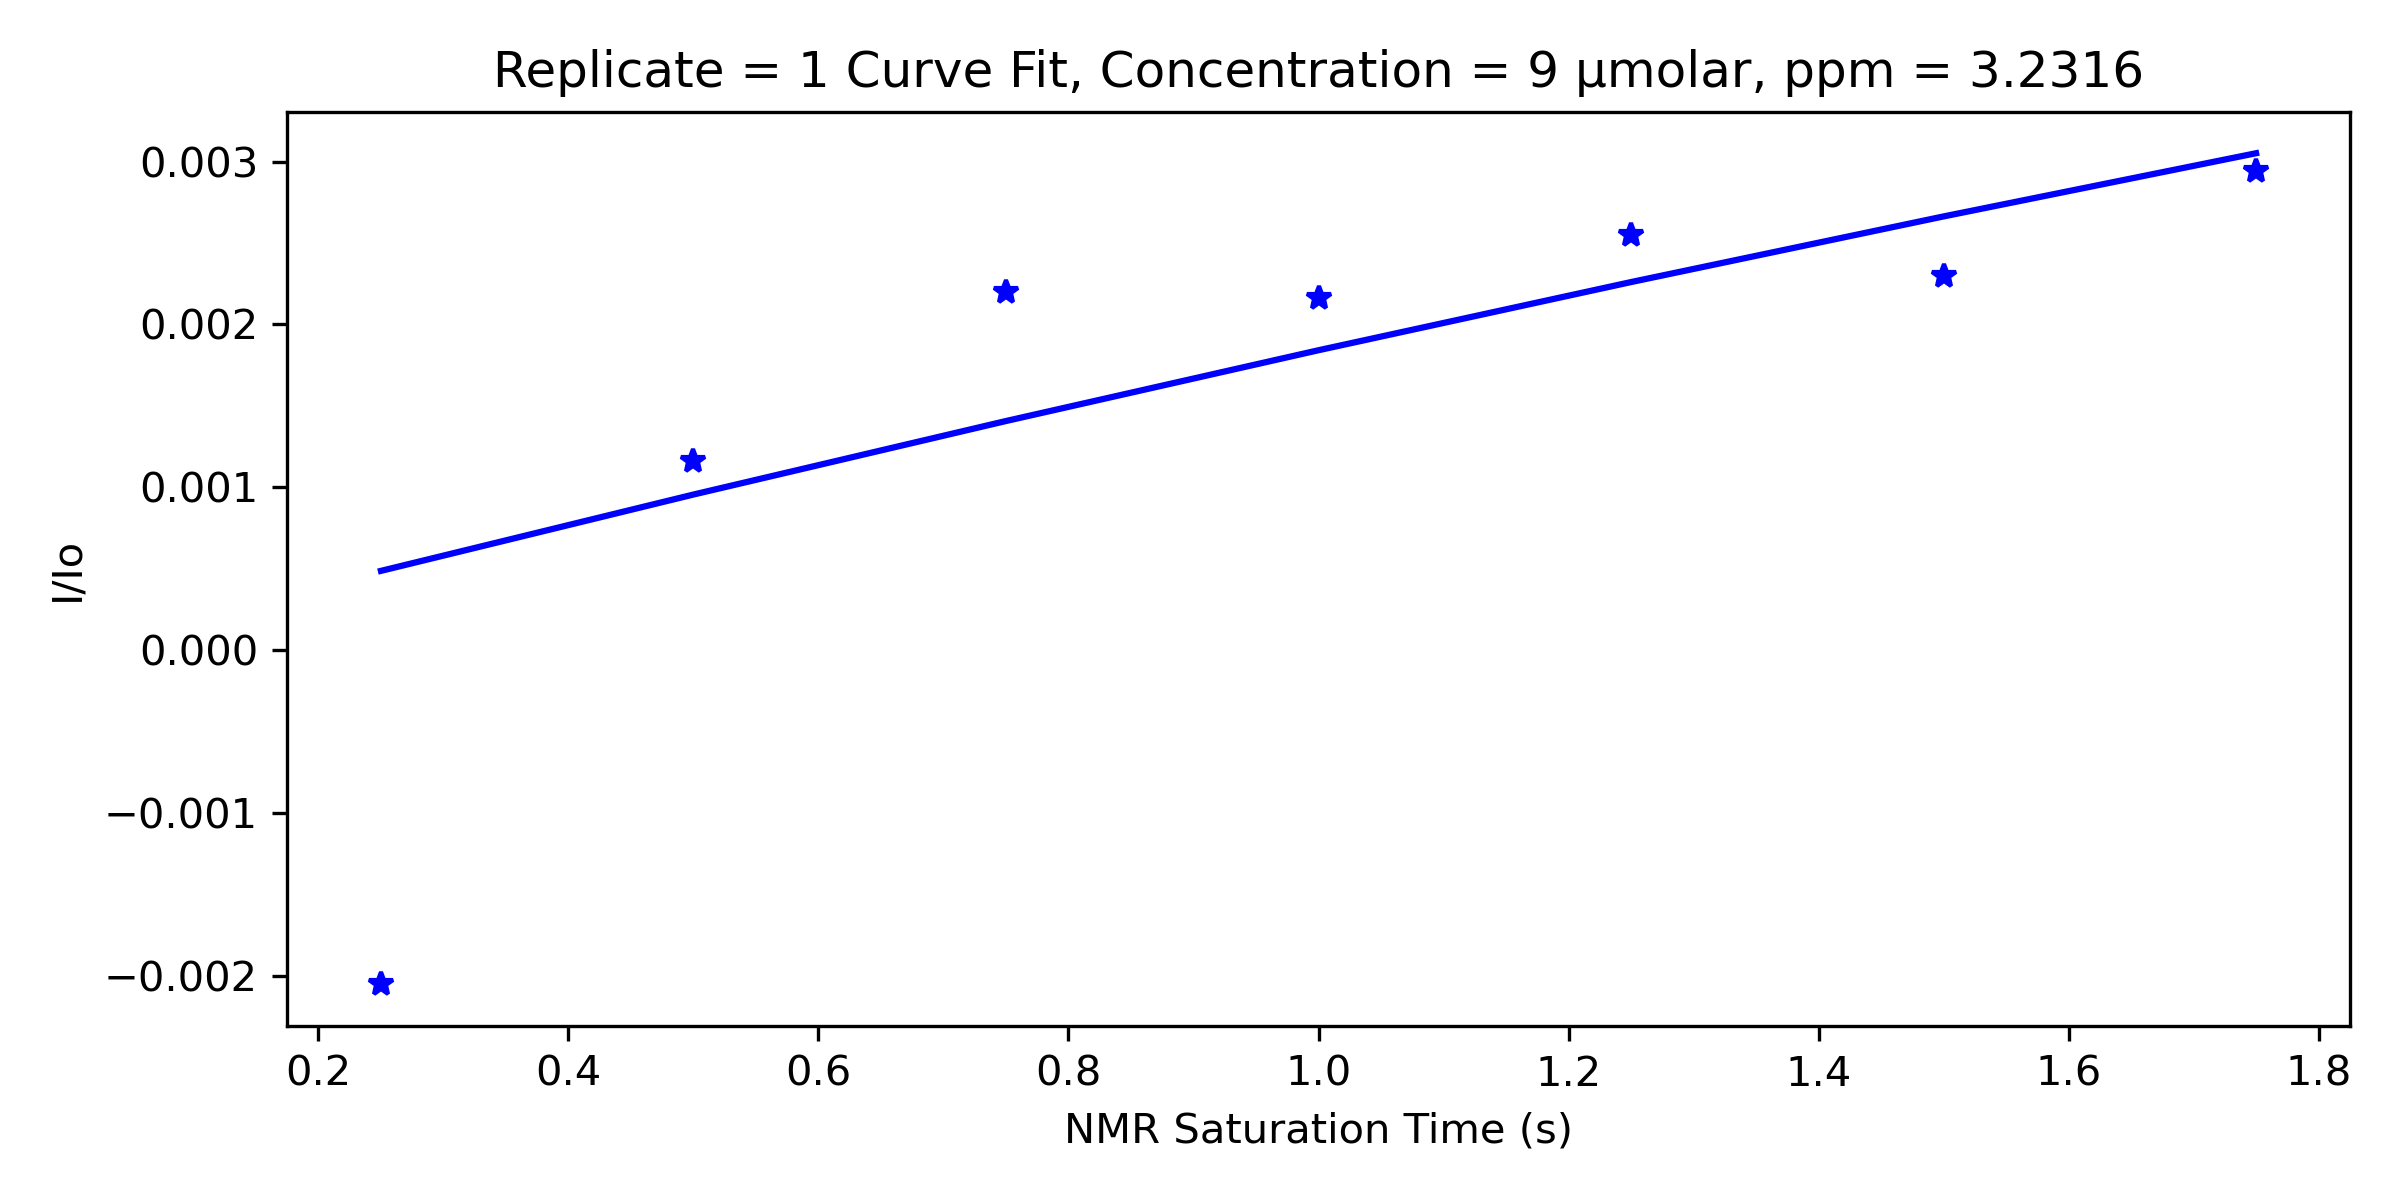 Replicate = 1 Curve Fit, Concentration = 9 µmolar, ppm = 3.2316
0.003
0.002
0.001
0.000
−0.001
−0.002
I/Io
0.2 0.4 0.6 0.8 1.0 1.2 1.4 1.6 1.8
NMR Saturation Time (s)